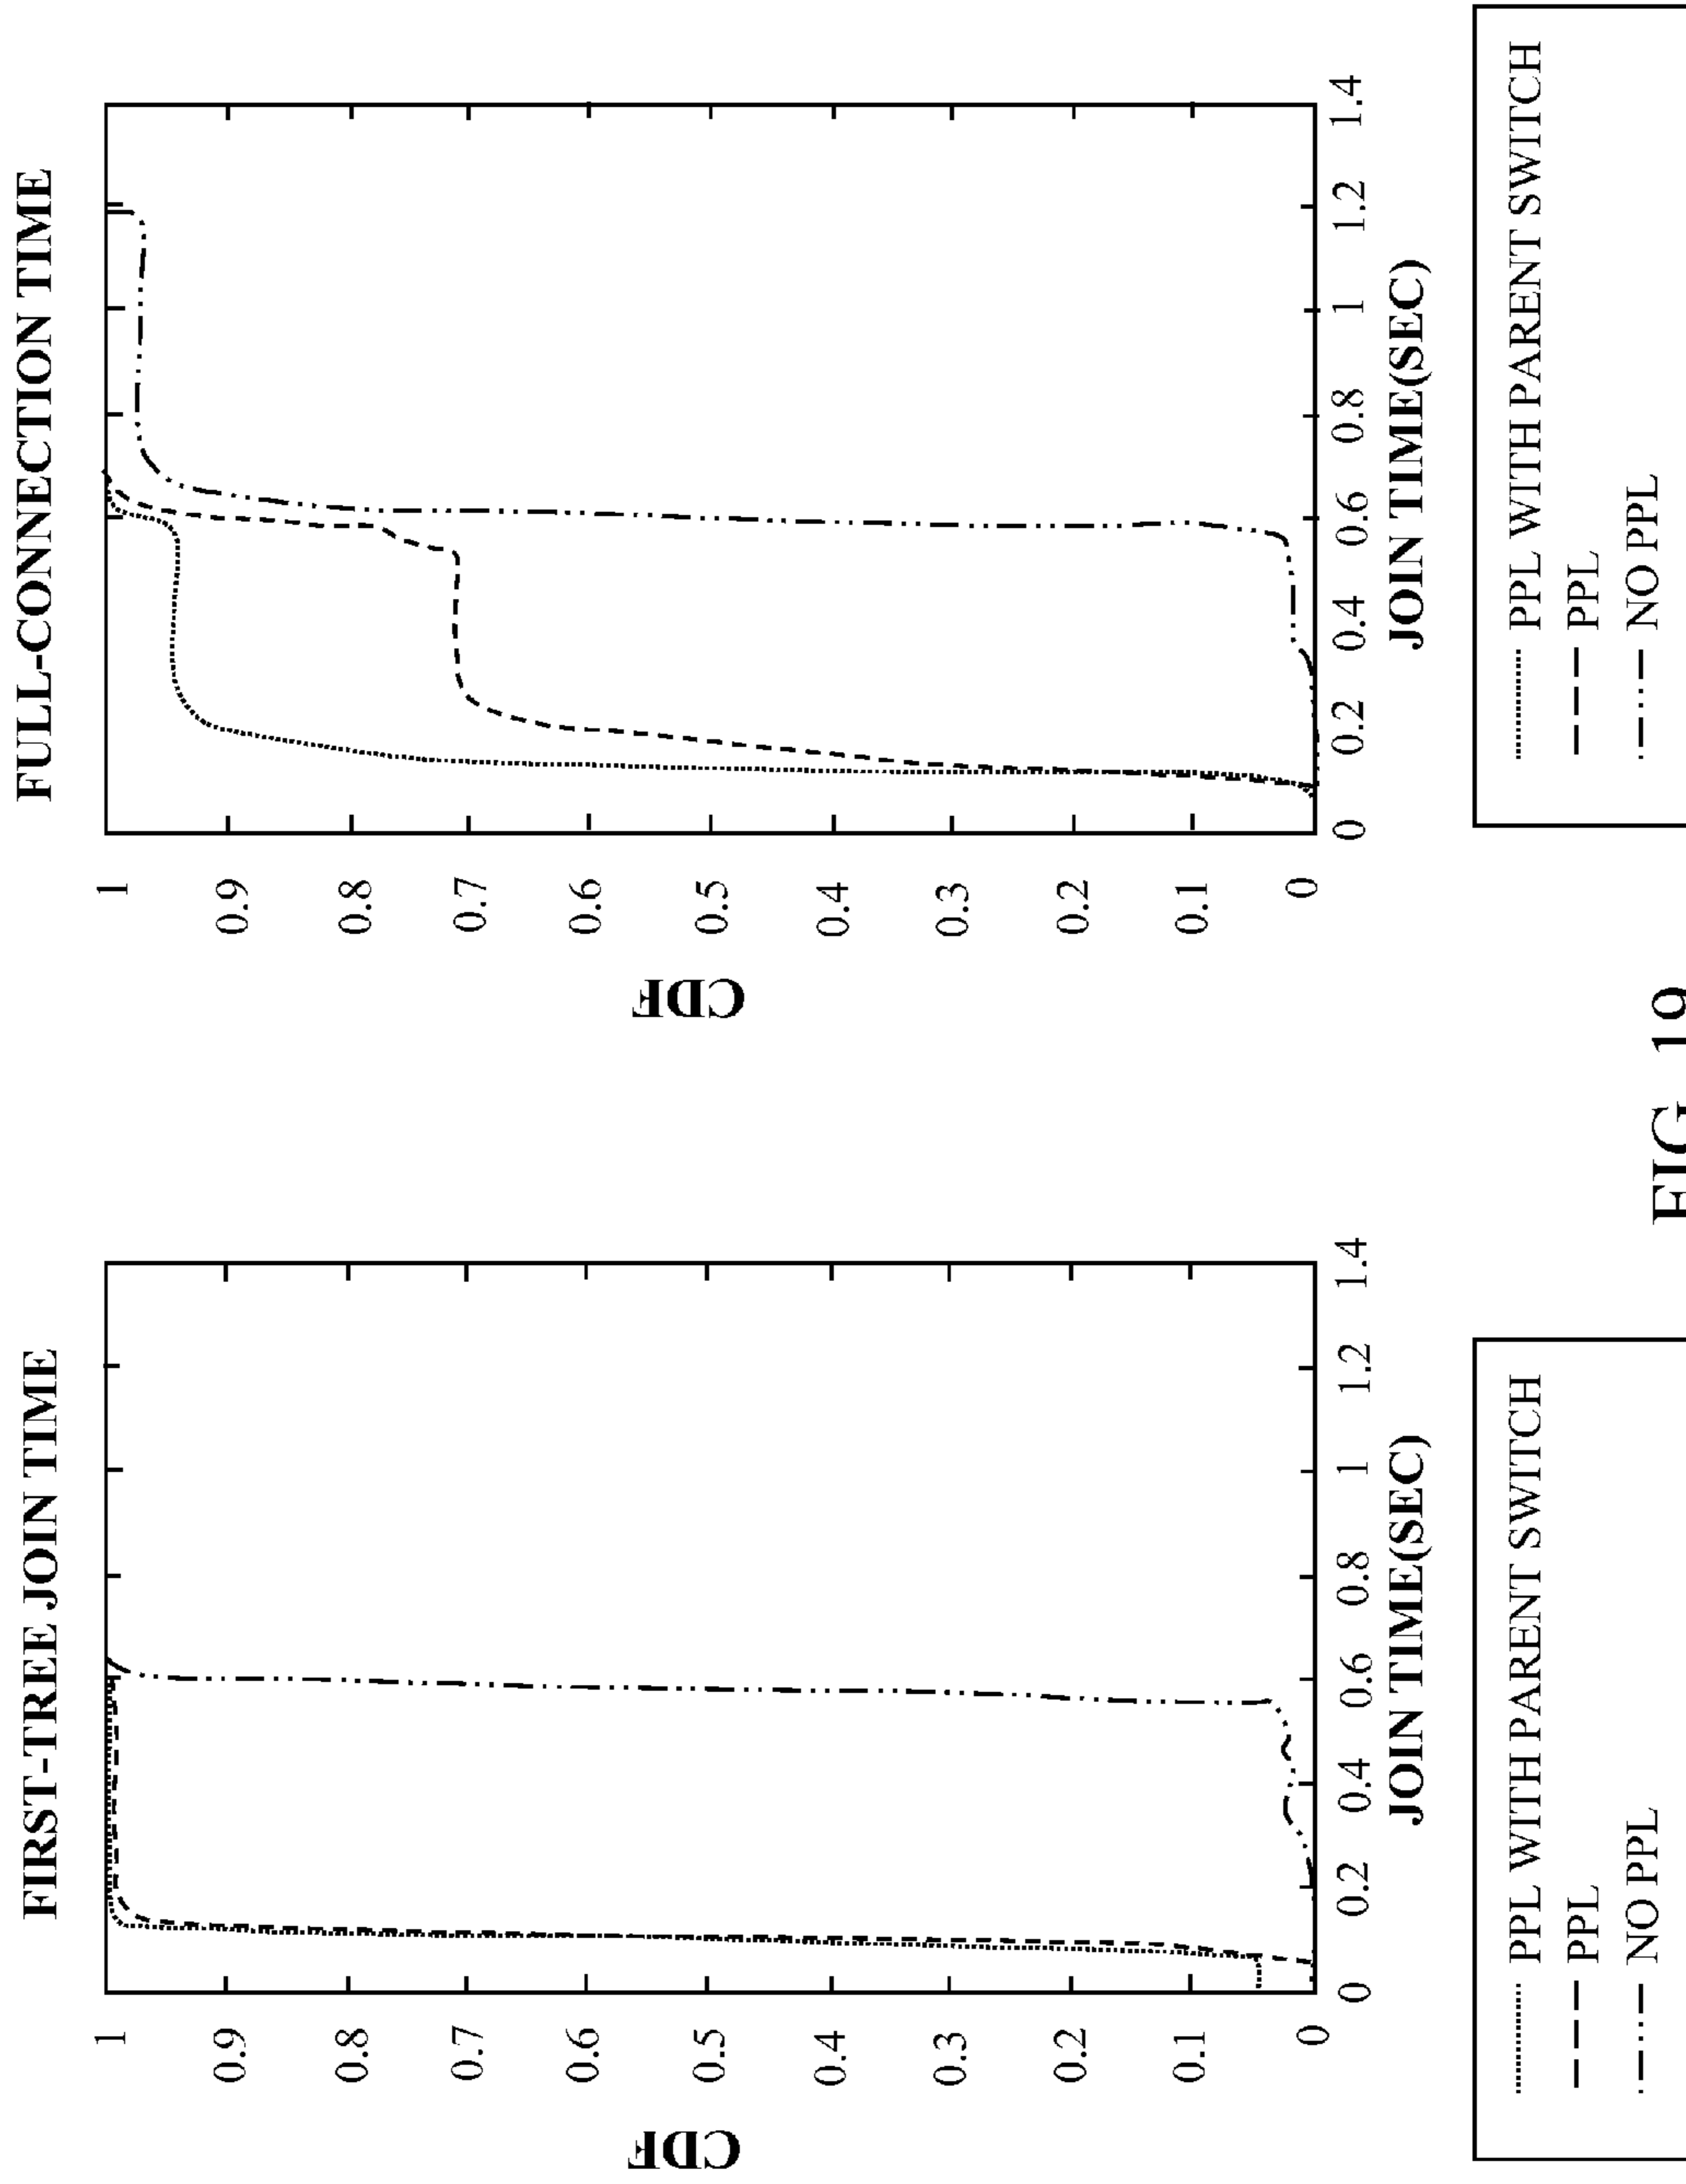 FIRST-TREE JOIN TIME
CDF
1
0.9
0.8
0.7
0.6
0.5
0.4
0.3
0.2
0.1
0
0 0.2 0.4 0.6 0.8 1 1.2 1.4
JOIN TIME(SEC)
PPL WITH PARENT SWITCH
PPL
NO PPL
FULL-CONNECTION TIME
CDF
1
0.9
0.8
0.7
0.6
0.5
0.4
0.3
0.2
0.1
0
0 0.2 0.4 0.6 0.8 1 1.2 1.4
JOIN TIME(SEC)
PPL WITH PARENT SWITCH
PPL
NO PPL
FIG. 19